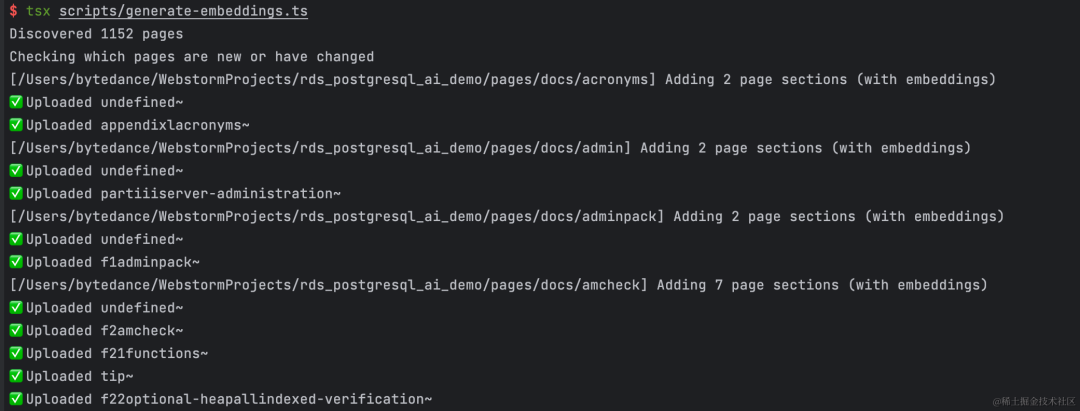 $ tsx scripts/generate-embeddings.ts
Discovered 1152 pages
Checking which pages are new or have changed
[/Users/bytedance/WebstormProjects/rds_postgresql_ai_demo/pages/docs/acronyms] Adding 2 page sections (with embeddings)
✅Uploaded undefined~
✅Uploaded appendixlacronyms~
[/Users/bytedance/WebstormProjects/rds_postgresql_ai_demo/pages/docs/admin] Adding 2 page sections (with embeddings)
✅Uploaded undefined~
✅Uploaded partiiiserver-administration~
[/Users/bytedance/WebstormProjects/rds_postgresql_ai_demo/pages/docs/adminpack] Adding 2 page sections (with embeddings)
✅Uploaded undefined~
✅Uploaded f1adminpack~
[/Users/bytedance/WebstormProjects/rds_postgresql_ai_demo/pages/docs/amcheck] Adding 7 page sections (with embeddings)
✅Uploaded undefined~
✅Uploaded f2amcheck~
✅Uploaded f21functions~
✅Uploaded tip~
✅Uploaded f22optional-heapallindexed-verification~
@稀土掘金技术社区